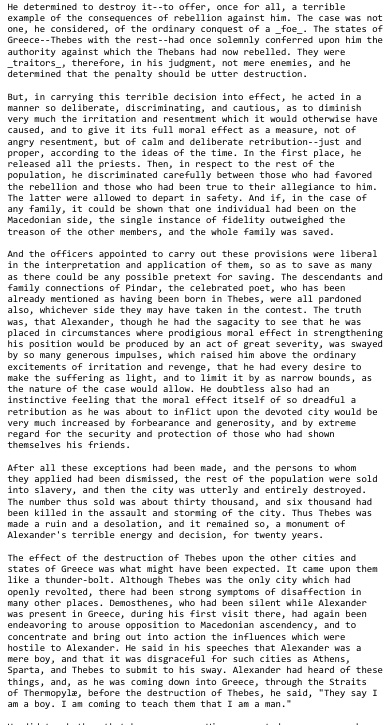 He determined to destroy it--to offer, once for all, a terrible
example of the consequences of rebellion against him. The case was not
one, he considered, of the ordinary conquest of a _foe_. The states of
Greece--Thebes with the rest--had once solemnly conferred upon him the
authority against which the Thebans had now rebelled. They were
_traitors_, therefore, in his judgment, not mere enemies, and he
determined that the penalty should be utter destruction.

But, in carrying this terrible decision into effect, he acted in a
manner so deliberate, discriminating, and cautious, as to diminish
very much the irritation and resentment which it would otherwise have
caused, and to give it its full moral effect as a measure, not of
angry resentment, but of calm and deliberate retribution--just and
proper, according to the ideas of the time. In the first place, he
released all the priests. Then, in respect to the rest of the
population, he discriminated carefully between those who had favored
the rebellion and those who had been true to their allegiance to him.
The latter were allowed to depart in safety. And if, in the case of
any family, it could be shown that one individual had been on the
Macedonian side, the single instance of fidelity outweighed the
treason of the other members, and the whole family was saved.

And the officers appointed to carry out these provisions were liberal
in the interpretation and application of them, so as to save as many
as there could be any possible pretext for saving. The descendants and
family connections of Pindar, the celebrated poet, who has been
already mentioned as having been born in Thebes, were all pardoned
also, whichever side they may have taken in the contest. The truth
was, that Alexander, though he had the sagacity to see that he was
placed in circumstances where prodigious moral effect in strengthening
his position would be produced by an act of great severity, was swayed
by so many generous impulses, which raised him above the ordinary
excitements of irritation and revenge, that he had every desire to
make the suffering as light, and to limit it by as narrow bounds, as
the nature of the case would allow. He doubtless also had an
instinctive feeling that the moral effect itself of so dreadful a
retribution as he was about to inflict upon the devoted city would be
very much increased by forbearance and generosity, and by extreme
regard for the security and protection of those who had shown
themselves his friends.

After all these exceptions had been made, and the persons to whom
they applied had been dismissed, the rest of the population were sold
into slavery, and then the city was utterly and entirely destroyed.
The number thus sold was about thirty thousand, and six thousand had
been killed in the assault and storming of the city. Thus Thebes was
made a ruin and a desolation, and it remained so, a monument of
Alexander's terrible energy and decision, for twenty years.

The effect of the destruction of Thebes upon the other cities and
states of Greece was what might have been expected. It came upon them
like a thunder-bolt. Although Thebes was the only city which had
openly revolted, there had been strong symptoms of disaffection in
many other places. Demosthenes, who had been silent while Alexander
was present in Greece, during his first visit there, had again been
endeavoring to arouse opposition to Macedonian ascendency, and to
concentrate and bring out into action the influences which were
hostile to Alexander. He said in his speeches that Alexander was a
mere boy, and that it was disgraceful for such cities as Athens,
Sparta, and Thebes to submit to his sway. Alexander had heard of these
things, and, as he was coming down into Greece, through the Straits
of Thermopylæ, before the destruction of Thebes, he said, "They say I
am a boy. I am coming to teach them that I am a man."